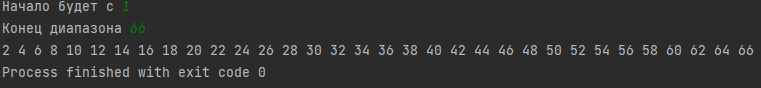 Начало будет с 1
Конец диапазона 66
2 4 6 8 10 12 14 16 18 20 22 24 26 28 30 32 34 36 38 40 42 44 46 48 50 52 54 56 58 60 62 64 66
Process finished with exit code 0